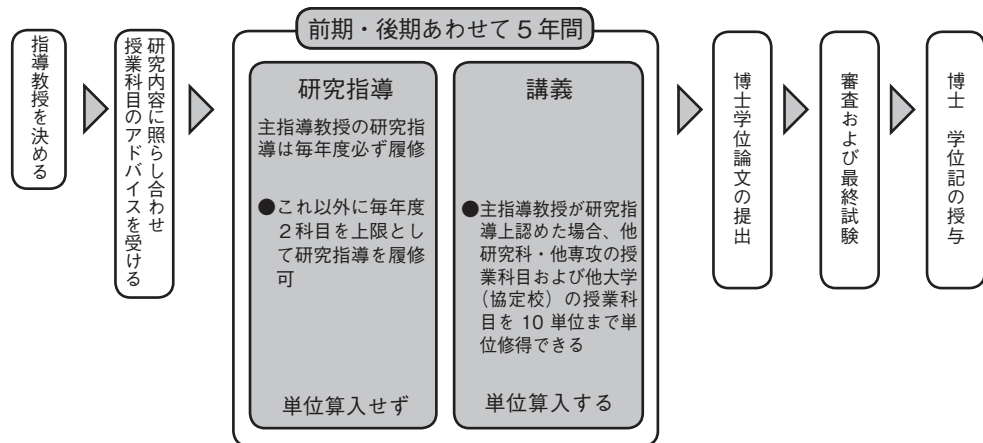 指導教授を決める
研究内容に照らし合わせ
授業科目のアドバイスを受ける
前期・後期あわせて5年間
研究指導
主指導教授の研究指
導は毎年度必ず履修
●これ以外に毎年度
2科目を上限とし
て研究指導を履修
可
単位算入せず
講義
●主指導教授が研究指
導上認めた場合、他
研究科・他専攻の授
業科目および他大学
(協定校)の授業科
目を 10 単位まで単
位修得できる
単位算入する
博士学位論文の提出
審査および最終試験
博士 学位記の授与